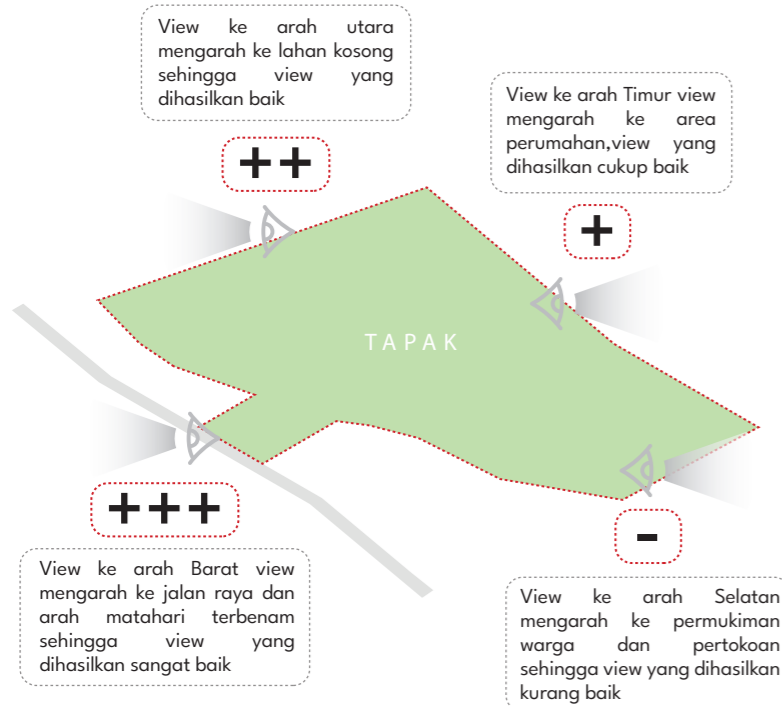 View ke arah utara
mengarah ke lahan kosong
sehingga view yang
dihasilkan baik
++
View ke arah Timur view
mengarah ke area
perumahan,view yang
dihasilkan cukup baik
+
TAPAK
+++
View ke arah Barat view
mengarah ke jalan raya dan
arah matahari terbenam
sehingga view yang
dihasilkan sangat baik
-
View ke arah Selatan
mengarah ke permukiman
warga dan pertokoan
sehingga view yang dihasilkan
kurang baik